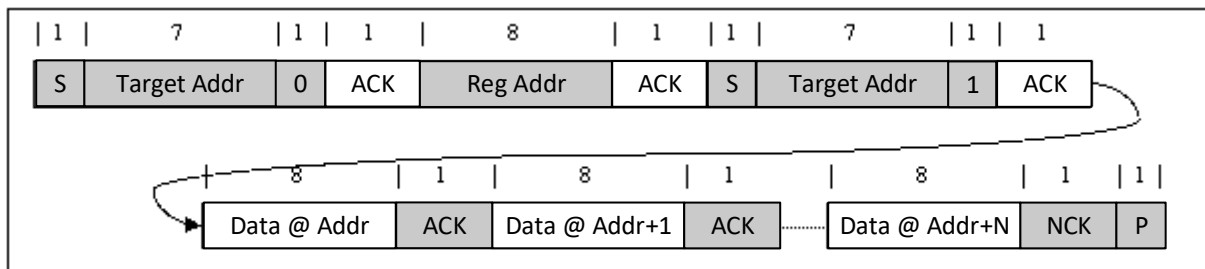 | 1 | 7 | 1 | 1 | 8 | 1 | 1 | 7 | 1 | 1
S Target Addr 0 ACK Reg Addr ACK S Target Addr 1 ACK
| 8 | 1 | 8 | 1 | 8 | 1 | 1 |
Data @ Addr ACK Data @ Addr+1 ACK Data @ Addr+N NCK P